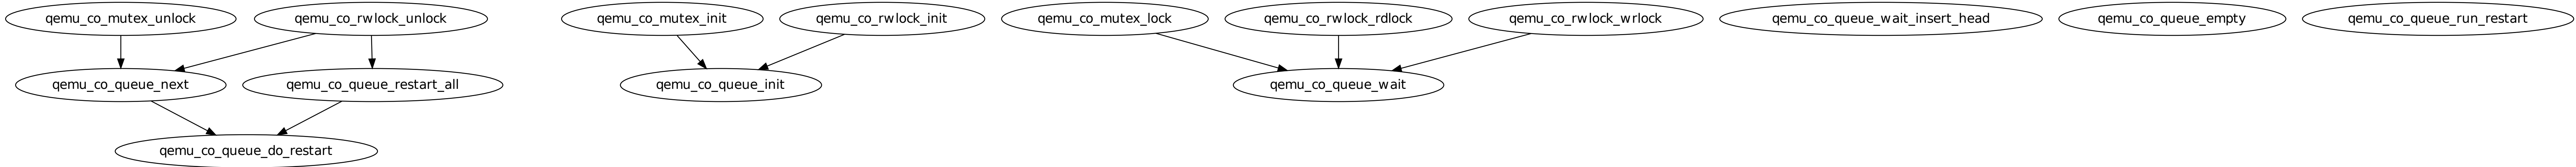 qemu_co_mutex_unlock
qemu_co_rwlock_unlock
qemu_co_mutex_init
qemu_co_rwlock_init
qemu_co_mutex_lock
qemu_co_rwlock_rdlock
qemu_co_rwlock_wrlock
qemu_co_queue_wait_insert_head
qemu_co_queue_empty
qemu_co_queue_run_restart
qemu_co_queue_next
qemu_co_queue_restart_all
qemu_co_queue_init
qemu_co_queue_wait
qemu_co_queue_do_restart